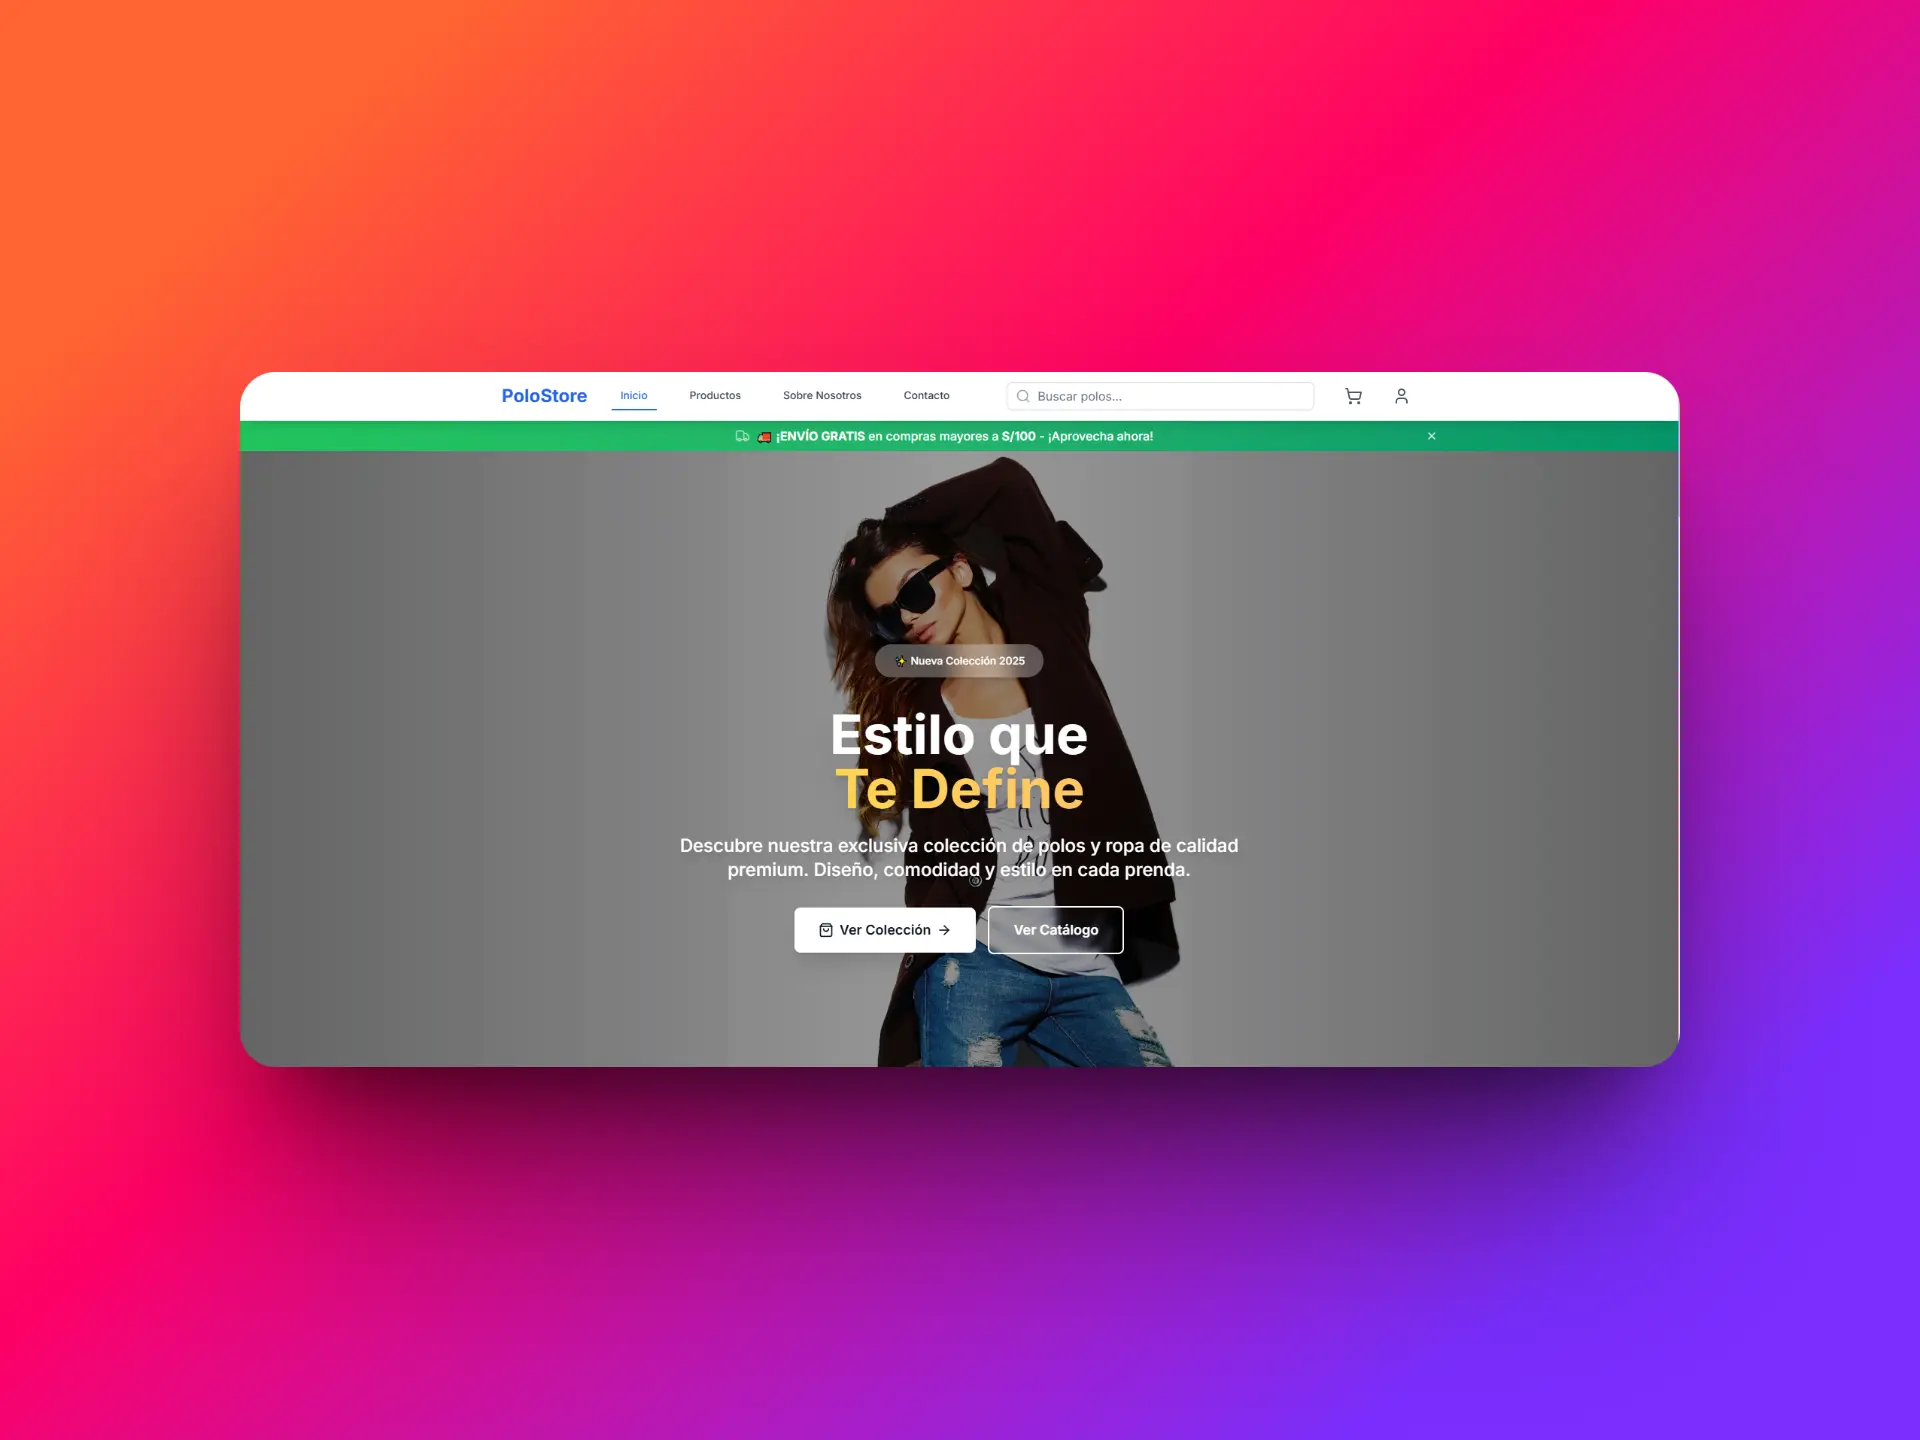 PoloStore Inicio Productos Sobre Nosotros Contacto Buscar polos...
¡ENVÍO GRATIS en compras mayores a S/100 - ¡Aprovecha ahora!
Nueva Colección 2025
Estilo que
Te Define
Descubre nuestra exclusiva colección de polos y ropa de calidad
premium. Diseño, comodidad y estilo en cada prenda.
Ver Colección → Ver Catálogo